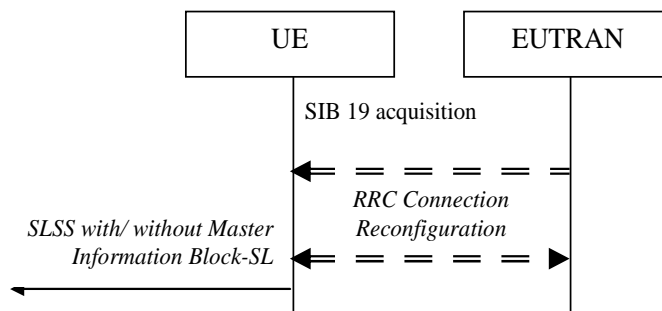 UE
EUTRAN
SIB 19 acquisition
RRC Connection
Reconfiguration
SLSS with/ without Master
Information Block-SL